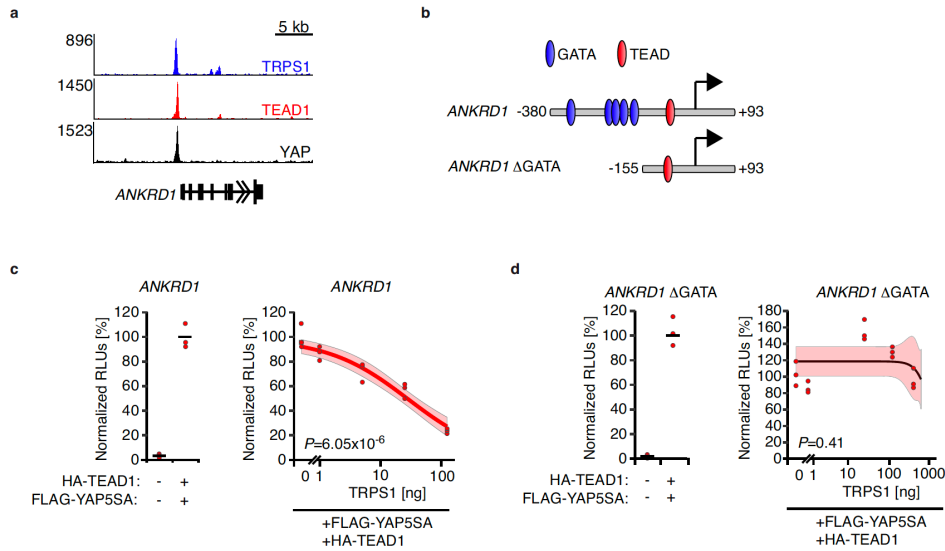 a
5 kb
896
TRPS1
1450
TEAD1
1523
YAP
ANKRD1
b
GATA TEAD
ANKRD1 -380 +93
ANKRD1 ΔGATA -155 +93
c
ANKRD1
Normalized RLUs [%]
120
100
80
60
40
20
0
HA-TEAD1: - +
FLAG-YAP5SA: - +
ANKRD1
Normalized RLUs [%]
120
100
80
60
40
20
0
P=6.05x10-6
0 1 10 100
TRPS1 [ng]
+FLAG-YAP5SA
+HA-TEAD1
d
ANKRD1 ΔGATA
Normalized RLUs [%]
120
100
80
60
40
20
0
HA-TEAD1: - +
FLAG-YAP5SA: - +
ANKRD1 ΔGATA
Normalized RLUs [%]
180
160
140
120
100
80
60
40
20
0
P=0.41
0 1 10 100 1000
TRPS1 [ng]
+FLAG-YAP5SA
+HA-TEAD1